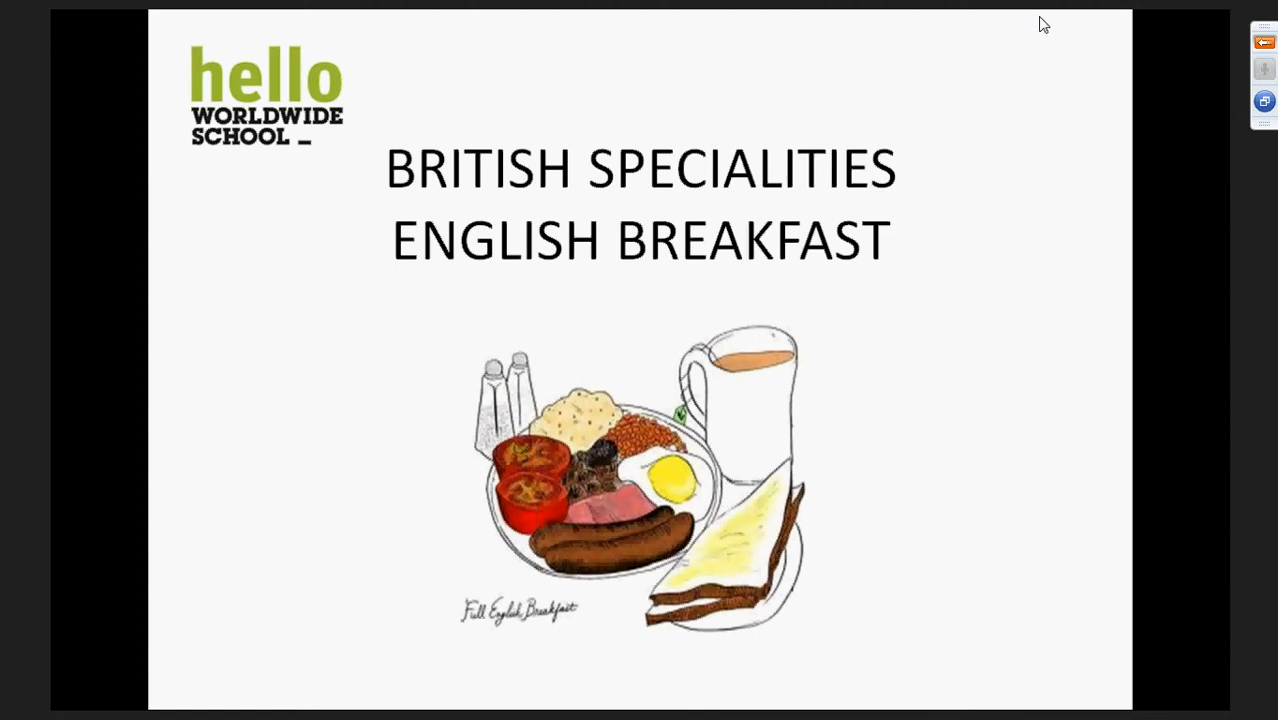 hello
WORLDWIDE
SCHOOL _
BRITISH SPECIALITIES
ENGLISH BREAKFAST
Full English Breakfast